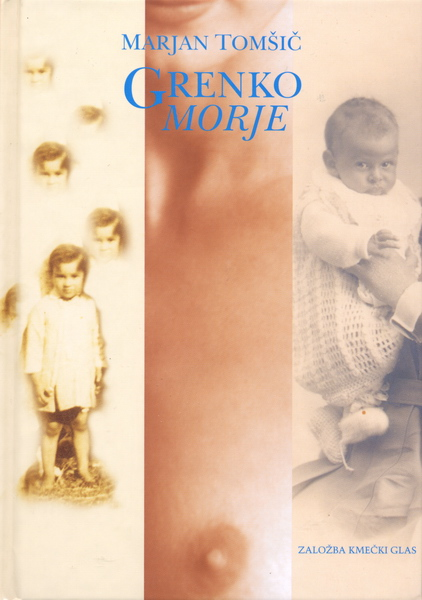 MARJAN TOMŠIČ
GRENKO
MORJE
ZALOŽBA KMEČKI GLAS